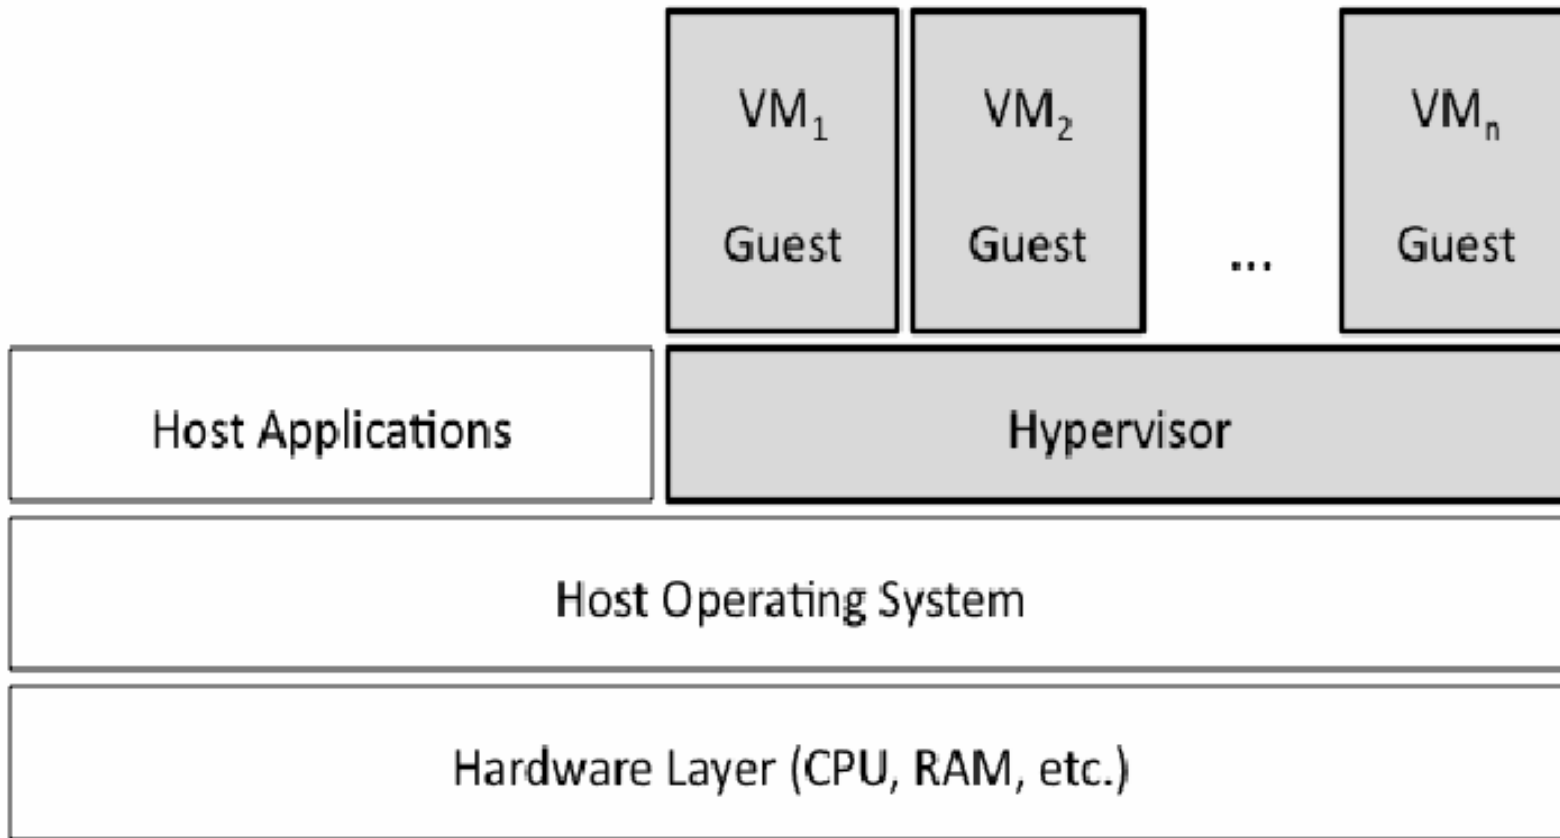 VM₁
Guest
VM₂
Guest
...
VMₙ
Guest
Host Applications
Hypervisor
Host Operating System
Hardware Layer (CPU, RAM, etc.)